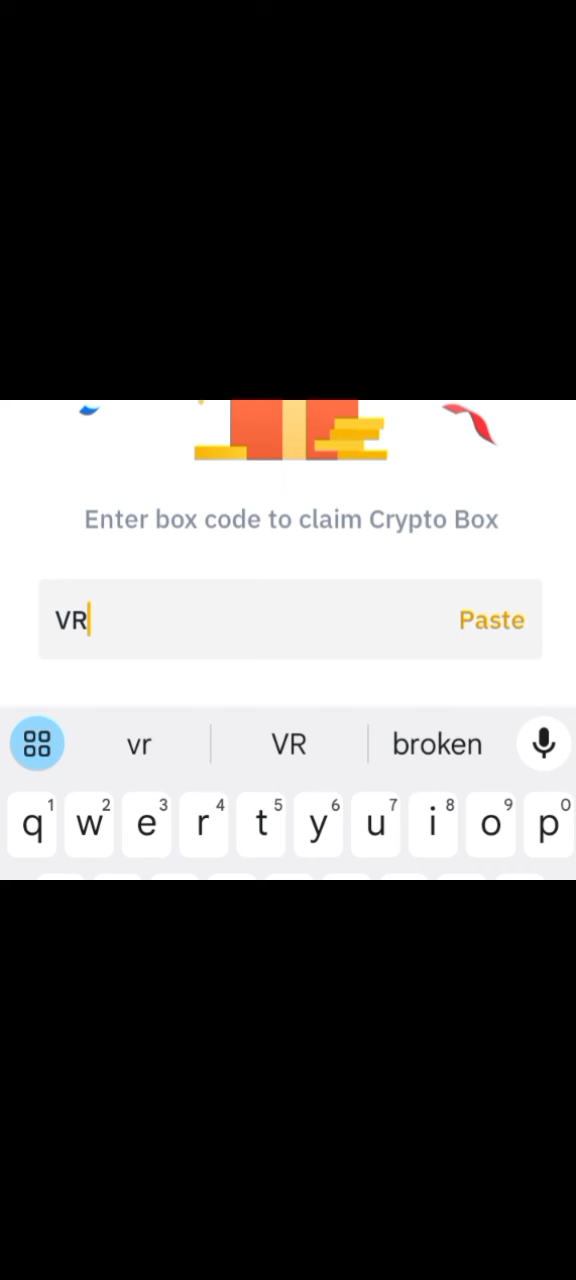 Enter box code to claim Crypto Box
VR Paste
vr VR broken
q1 w2 e3 r4 t5 y6 u7 i8 o9 p0